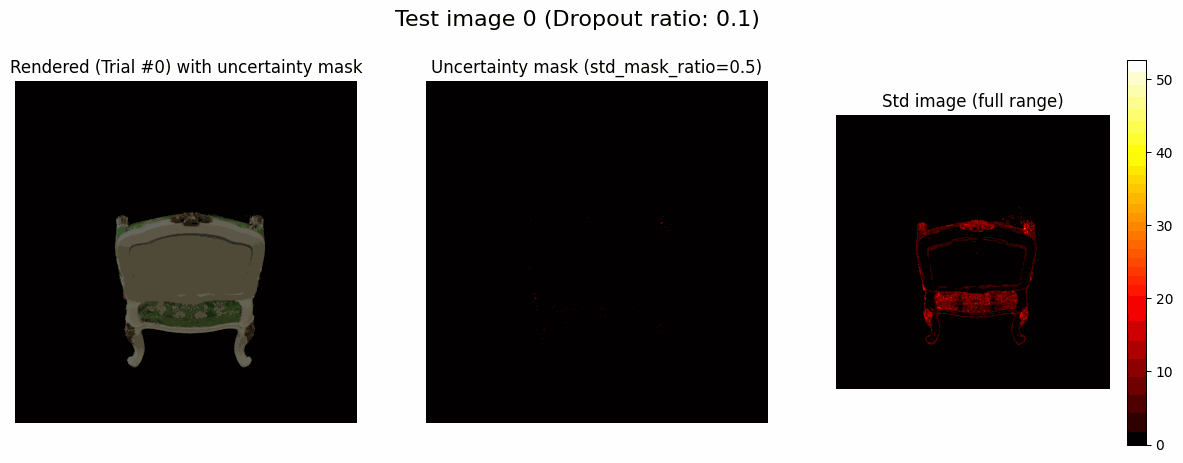 Test image 0 (Dropout ratio: 0.1)
Rendered (Trial #0) with uncertainty mask
Uncertainty mask (std_mask_ratio=0.5)
Std image (full range)
50
40
30
20
10
0